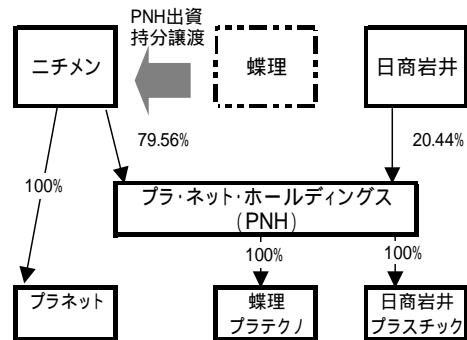 PNH出資
持分譲渡
ニチメン
蝶理
日商岩井
79.56%
20.44%
100%
プラ・ネット・ホールディングス
(PNH)
100%
100%
プラネット
蝶理
プラテクノ
日商岩井
プラスチック